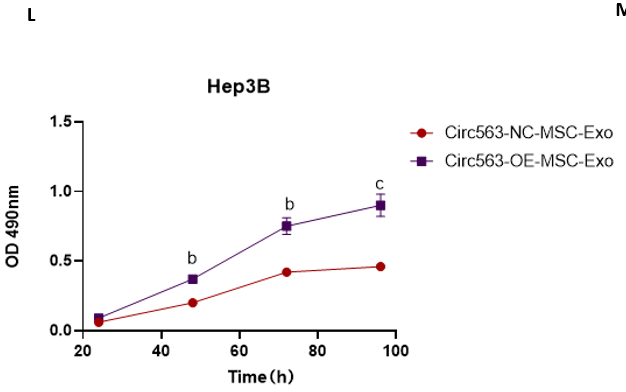 L
M
Hep3B
1.5
1.0
0.5
0.0
OD 490nm
b
b
c
20 40 60 80 100
Time(h)
Circ563-NC-MSC-Exo
Circ563-OE-MSC-Exo